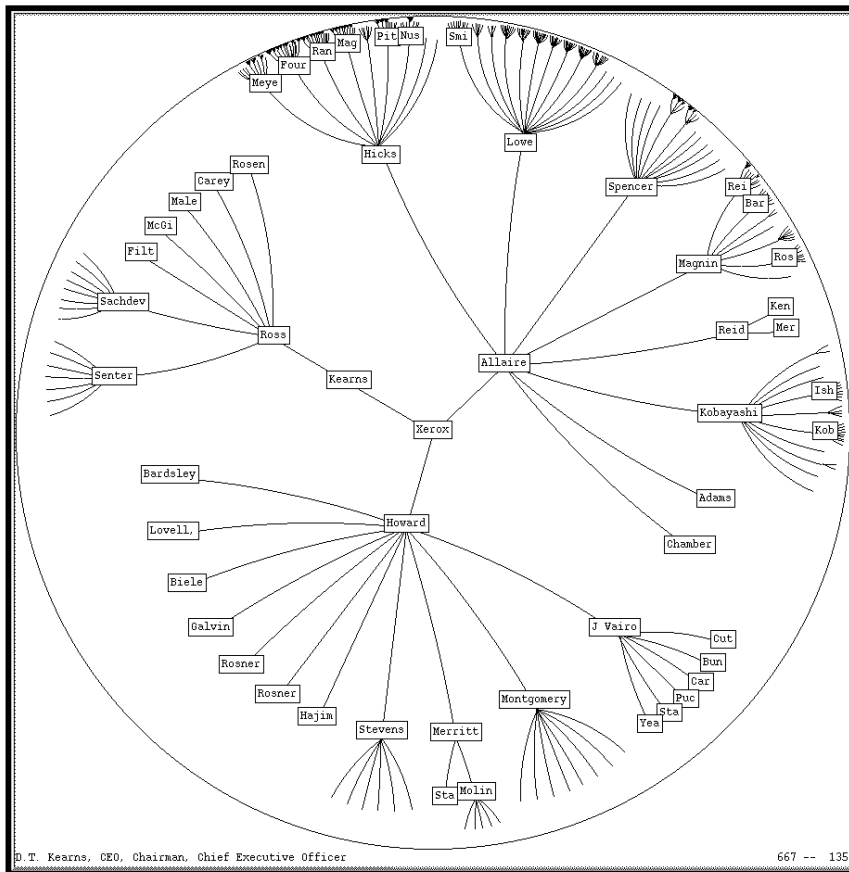 Nus
Pit
Smi
Mag
Ran
Four
Meye
Lowe
Hicks
Rosen
Carey
Spencer
Rei
Male
Bar
McGi
Filt
Ros
Magnin
Sachdev
Ken
Mer
Reid
Ross
Allaire
Senter
Kearns
Ish
Kobayashi
Xerox
Kob
Bardsley
Adams
Howard
Lovell,
Chamber
Biele
Galvin
J Vairo
Cut
Rosner
Bun
Car
Rosner
Puc
Montgomery
Sta
Hajim
Yea
Stevens
Merritt
Sta
Molin
D.T. Kearns, CEO, Chairman, Chief Executive Officer
667 -- 135